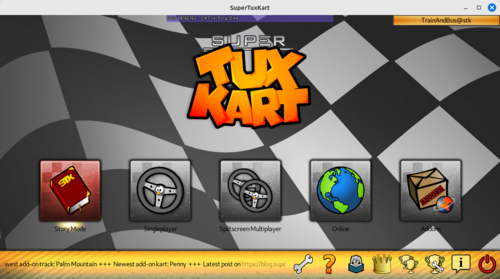 SuperTuxKart
TrainAndBus@stk
SUPER
TUX
KART
STK
ADDONS
Story Mode
Singleplayer
Splitscreen Multiplayer
Online
Addons
west add-on track: Palm Mountain +++ Newest add-on kart: Penny +++ Latest post on https://blog.supe